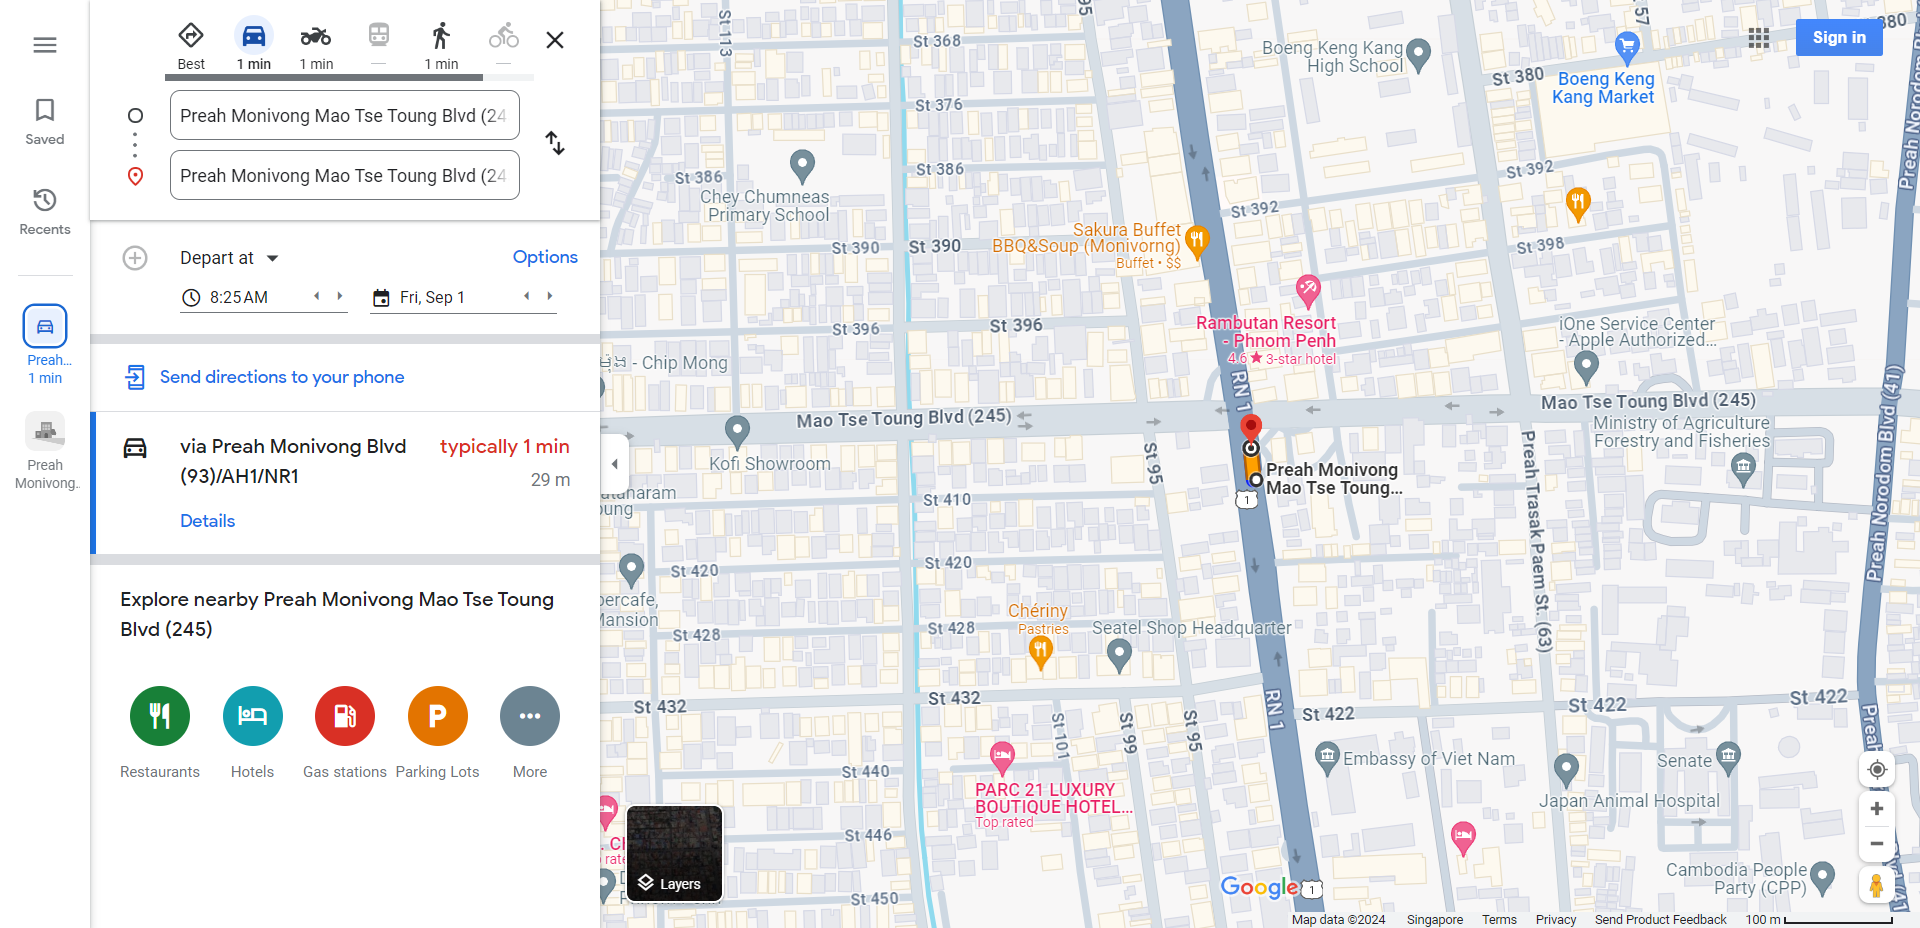 Best
1 min
1 min
—
1 min
—
Preah Monivong Mao Tse Toung Blvd (24
Preah Monivong Mao Tse Toung Blvd (24
Saved
Recents
Preah...
1 min
Preah
Monivong...
Depart at
Options
8:25 AM
Fri, Sep 1
Send directions to your phone
via Preah Monivong Blvd
(93)/AH1/NR1
typically 1 min
29 m
Details
Explore nearby Preah Monivong Mao Tse Toung
Blvd (245)
Restaurants
Hotels
Gas stations
P
Parking Lots
More
Sign in
St 113
St 368
95
57
380
Boeng Keng Kang
High School
St 380
Boeng Keng
Kang Market
Preah Norodom B
St 376
St 386
St 386
St 392
Chey Chumneas
Primary School
St 392
St 390
St 390
Sakura Buffet
BBQ&Soup (Monivorng)
Buffet • $$
St 398
Rambutan Resort
- Phnom Penh
4.6 ★ 3-star hotel
St 396
St 396
iOne Service Center
- Apple Authorized...
- Chip Mong
RN 1
Mao Tse Toung Blvd (245)
Mao Tse Toung Blvd (245)
Ministry of Agriculture
Forestry and Fisheries
Kofi Showroom
St 95
Preah Monivong
Mao Tse Toung...
1
Preah Trasak Paem St. (63)
Preah Norodom Blvd (41)
St 410
St 420
St 420
percafe,
Mansion
Chériny
Pastries
St 428
St 428
Seatel Shop Headquarter
St 432
St 432
RN 1
St 422
St 422
St 422
St 101
St 99
St 95
Embassy of Viet Nam
Senate
St 440
PARC 21 LUXURY
BOUTIQUE HOTEL...
Top rated
Japan Animal Hospital
St 446
St 450
Layers
Cambodia People
Party (CPP)
Google
1
Map data ©2024
Singapore
Terms
Privacy
Send Product Feedback
100 m